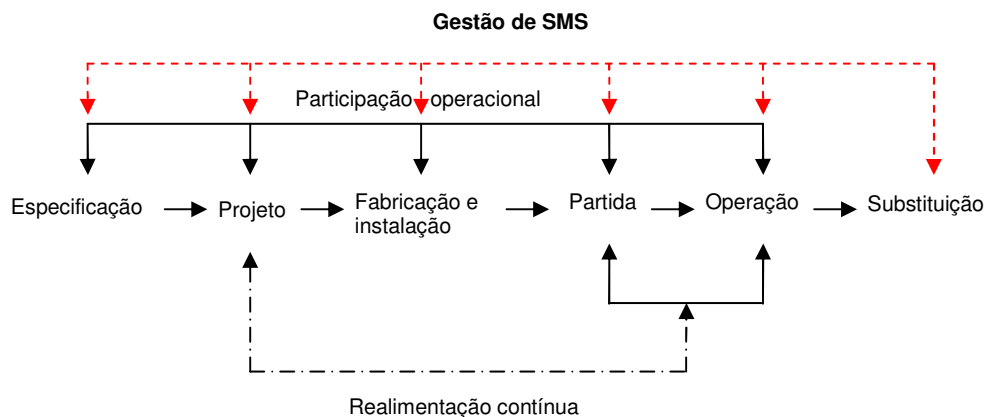 Gestão de SMS
Participação operacional
Especificação
Projeto
Fabricação e
instalação
Partida
Operação
Substituição
Realimentação contínua